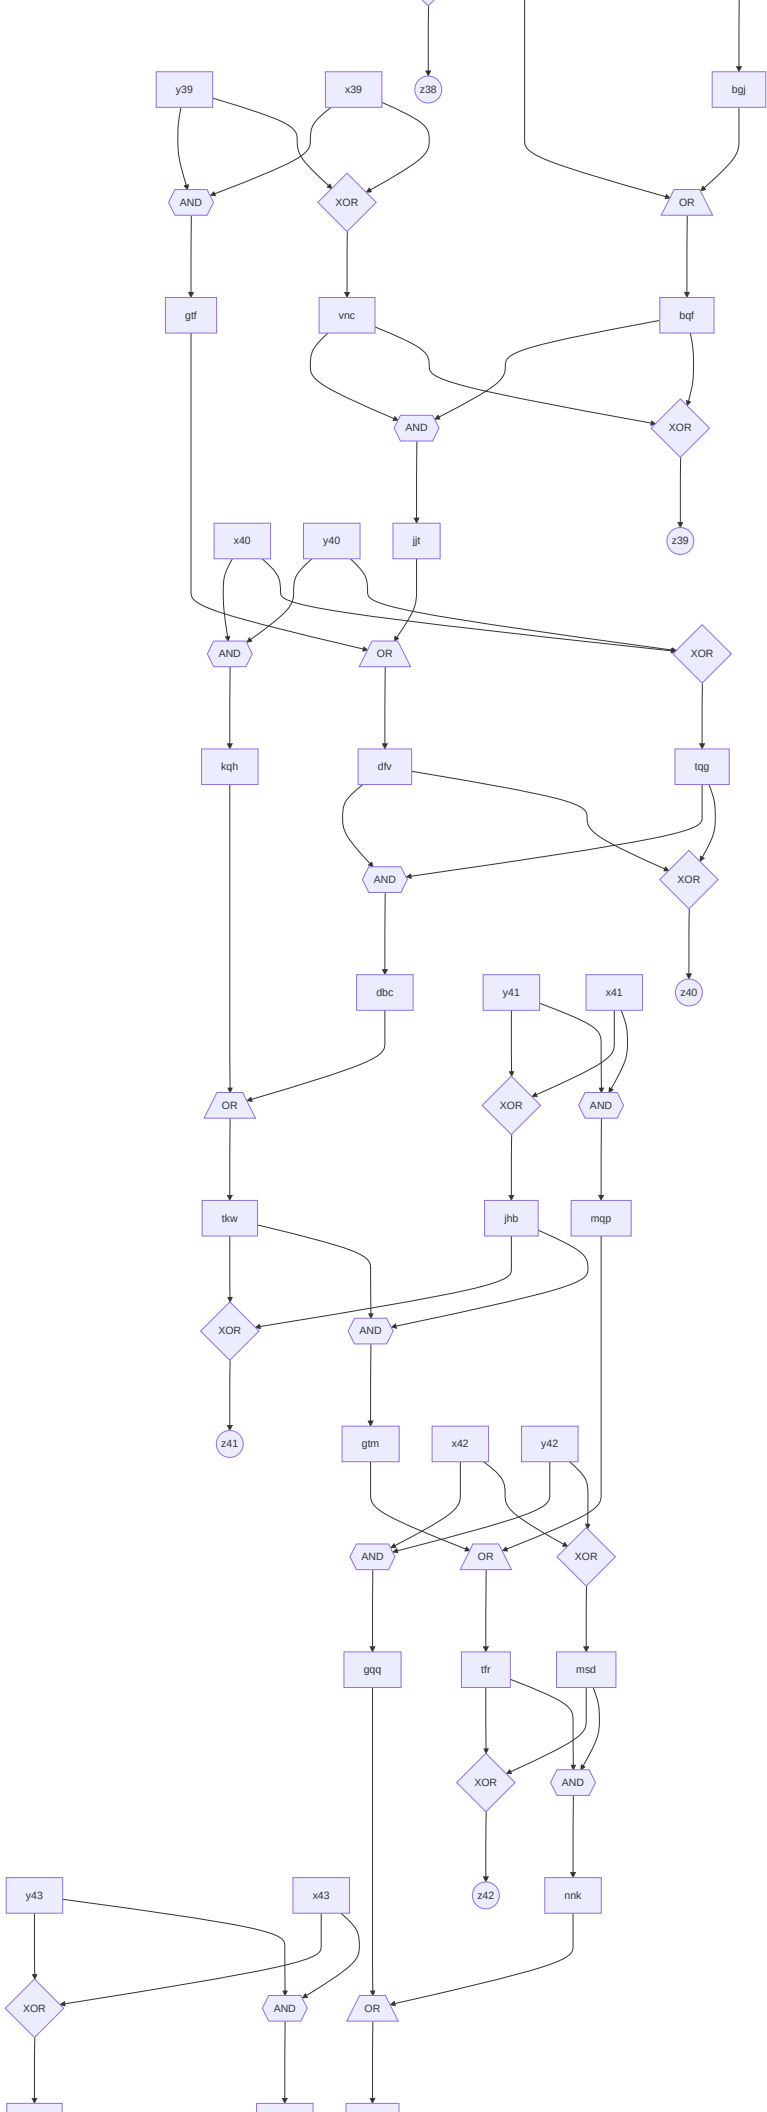 z38
y39 x39 bgj
AND XOR OR
gtf vnc bqf
AND XOR
x40 y40 jjt z39
AND OR XOR
kqh dfv tqg
AND XOR
dbc y41 x41 z40
OR XOR AND
tkw jhb mqp
XOR AND
z41 gtm x42 y42
AND OR XOR
gqq tfr msd
XOR AND
y43 x43 z42 nnk
XOR AND OR